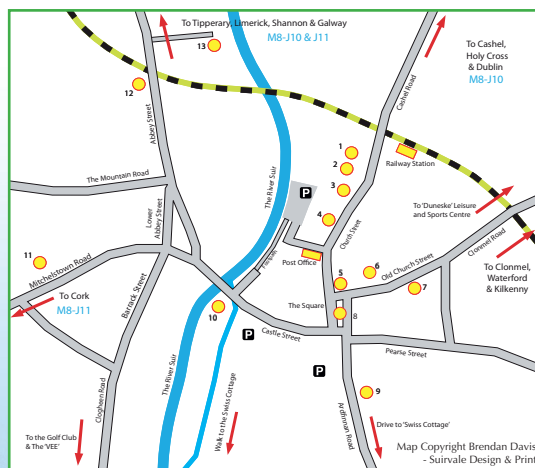 To Tipperary, Limerick, Shannon & Galway
M8-J10 & J11
13
To Cashel,
Holy Cross
& Dublin
M8-J10
12
Abbey Street
Cashel Road
The River Suir
1
2
3
4
Railway Station
The Mountain Road
P
Church Street
To 'Duneske' Leisure
and Sports Centre
Clonmel Road
Lower
Abbey Street
Post Office
11
Mitchelstown Road
Barrack Street
5
6
Old Church Street
7
To Clonmel,
Waterford
& Kilkenny
To Cork
M8-J11
The Square
8
10
Castle Street
P
Pearse Street
P
The River Suir
Walk to the Swiss Cottage
Clogheen Road
Ardfinnan Road
9
To the Golf Club
& The 'VEE'
Drive to 'Swiss Cottage'
Map Copyright Brendan Davis
- Suirvale Design & Print